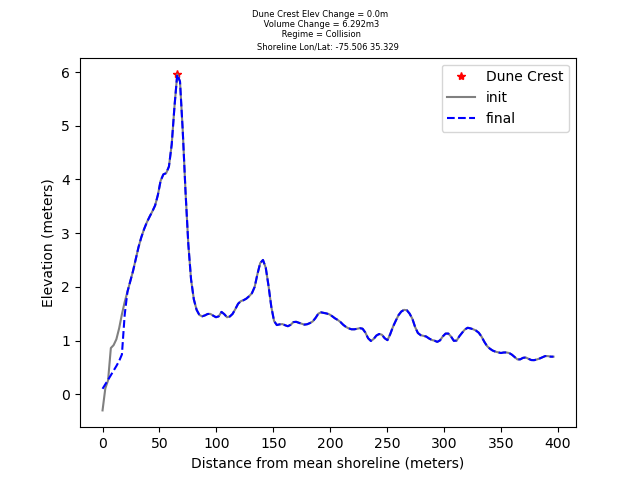 Dune Crest Elev Change = 0.0m
Volume Change = 6.292m3
Regime = Collision
Shoreline Lon/Lat: -75.506 35.329
Dune Crest
init
final
Elevation (meters)
6
5
4
3
2
1
0
0 50 100 150 200 250 300 350 400
Distance from mean shoreline (meters)